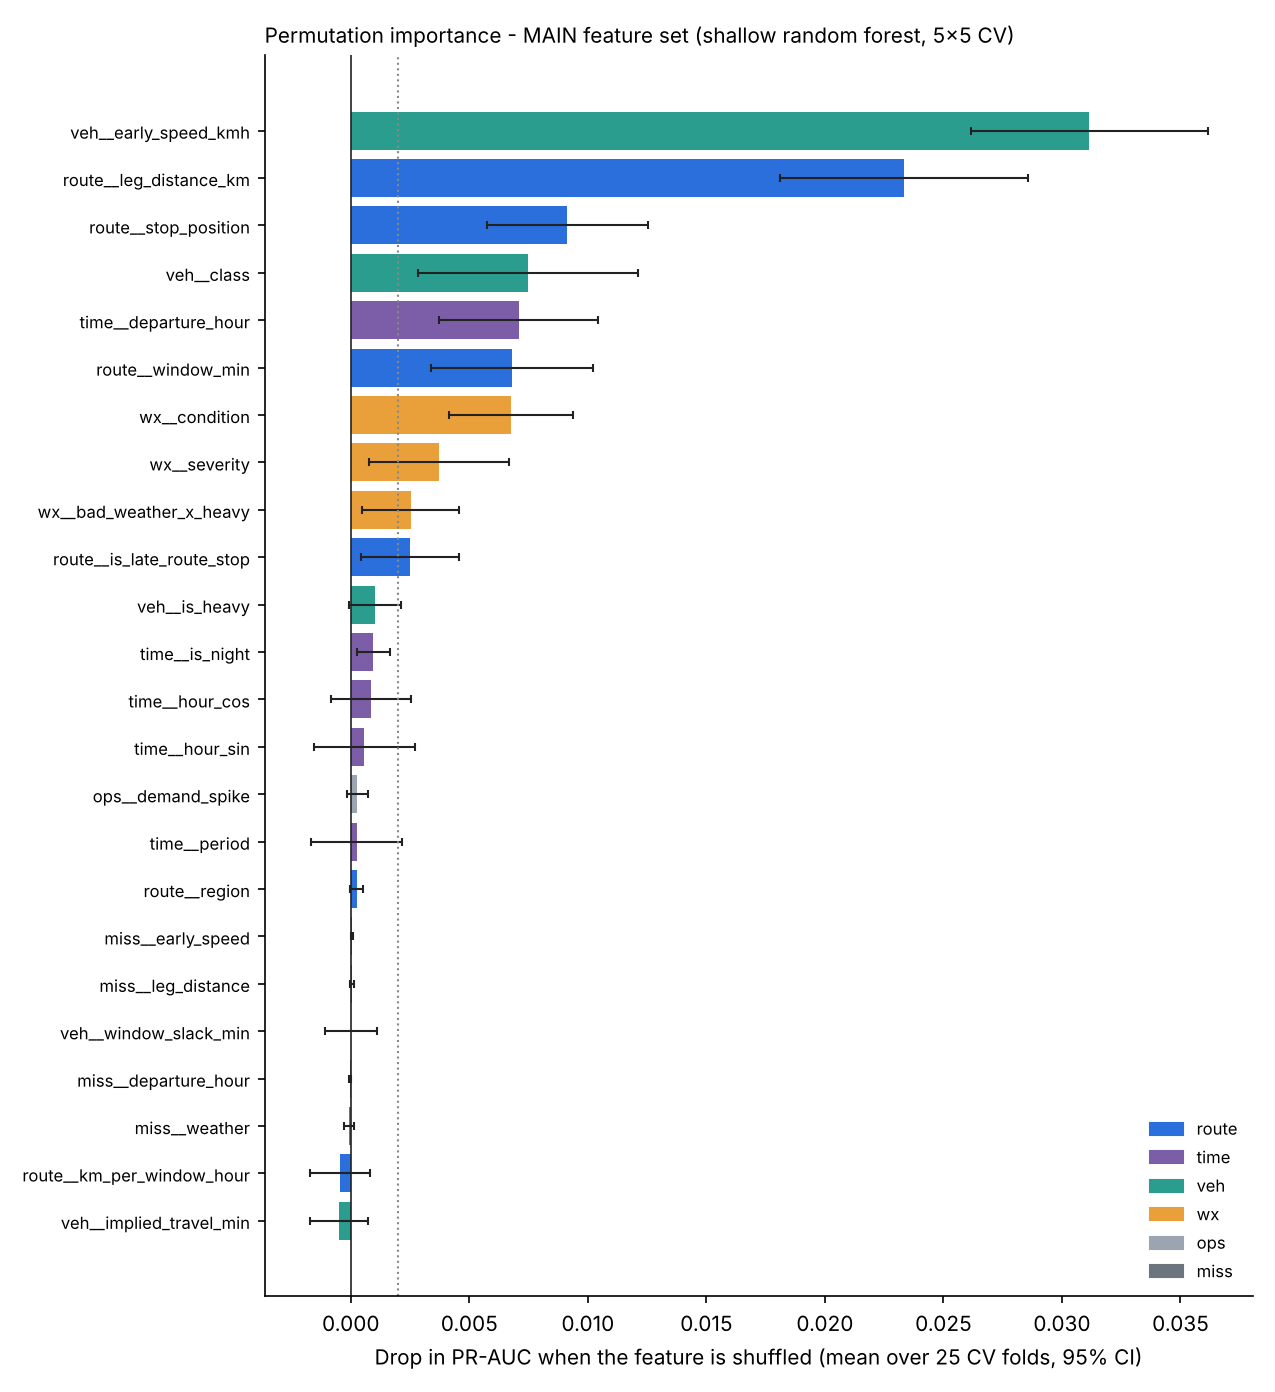 Permutation importance - MAIN feature set (shallow random forest, 5×5 CV)
veh__early_speed_kmh
route__leg_distance_km
route__stop_position
veh__class
time__departure_hour
route__window_min
wx__condition
wx__severity
wx__bad_weather_x_heavy
route__is_late_route_stop
veh__is_heavy
time__is_night
time__hour_cos
time__hour_sin
ops__demand_spike
time__period
route__region
miss__early_speed
miss__leg_distance
veh__window_slack_min
miss__departure_hour
miss__weather
route__km_per_window_hour
veh__implied_travel_min
route
time
veh
wx
ops
miss
0.000 0.005 0.010 0.015 0.020 0.025 0.030 0.035
Drop in PR-AUC when the feature is shuffled (mean over 25 CV folds, 95% CI)